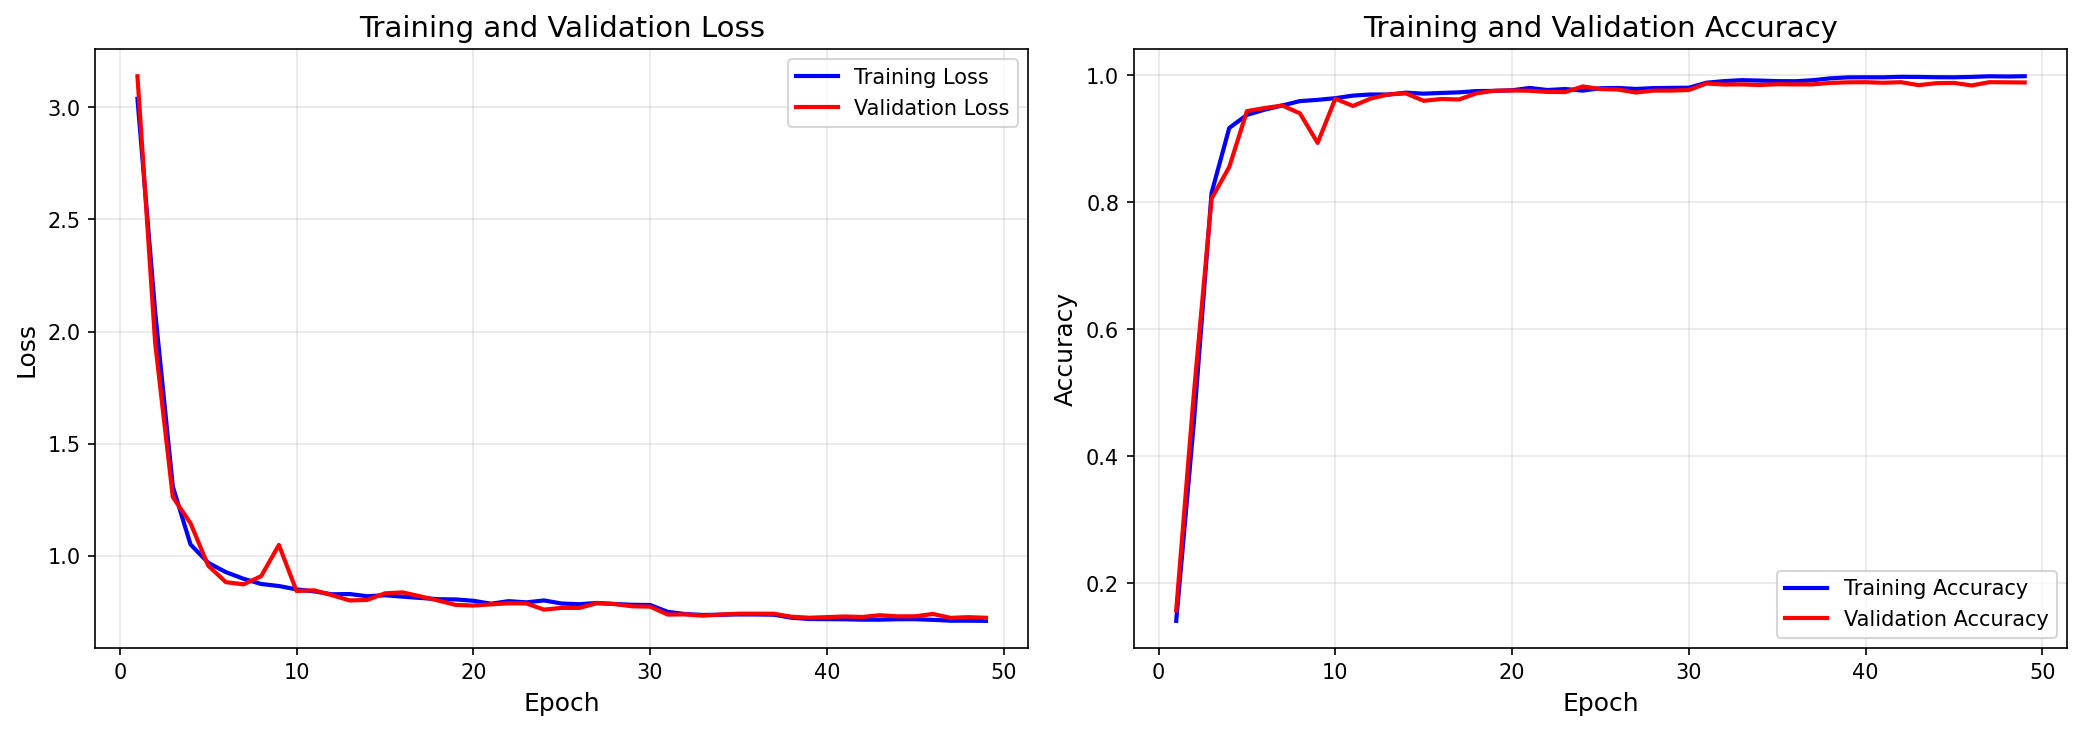 Training and Validation Loss
Training Loss
Validation Loss
3.0
2.5
2.0
1.5
1.0
Loss
0
10
20
30
40
50
Epoch
Training and Validation Accuracy
1.0
0.8
0.6
0.4
0.2
Accuracy
Training Accuracy
Validation Accuracy
0
10
20
30
40
50
Epoch